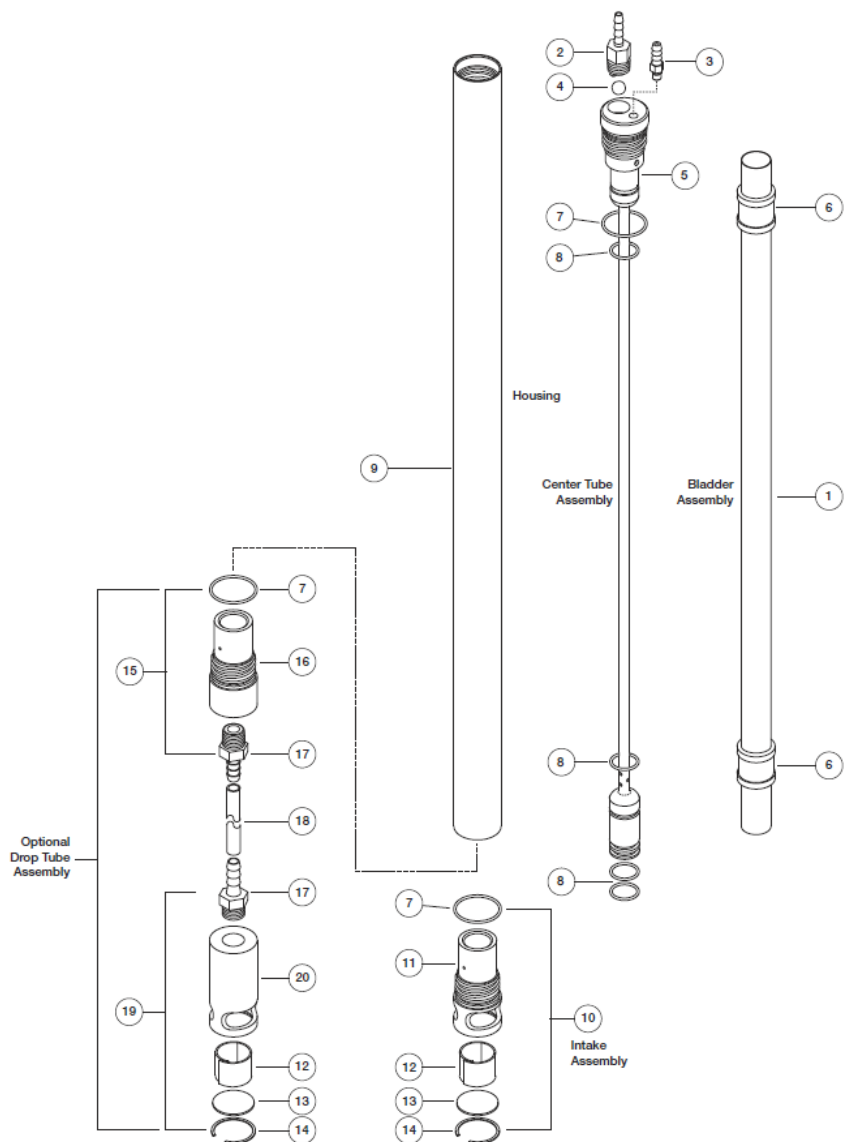 2
3
4
5
6
7
8
Housing
9
Center Tube
Assembly
Bladder
Assembly
1
7
15
16
17
8
6
18
Optional
Drop Tube
Assembly
17
8
7
11
20
19
10
Intake
Assembly
12
12
13
13
14
14